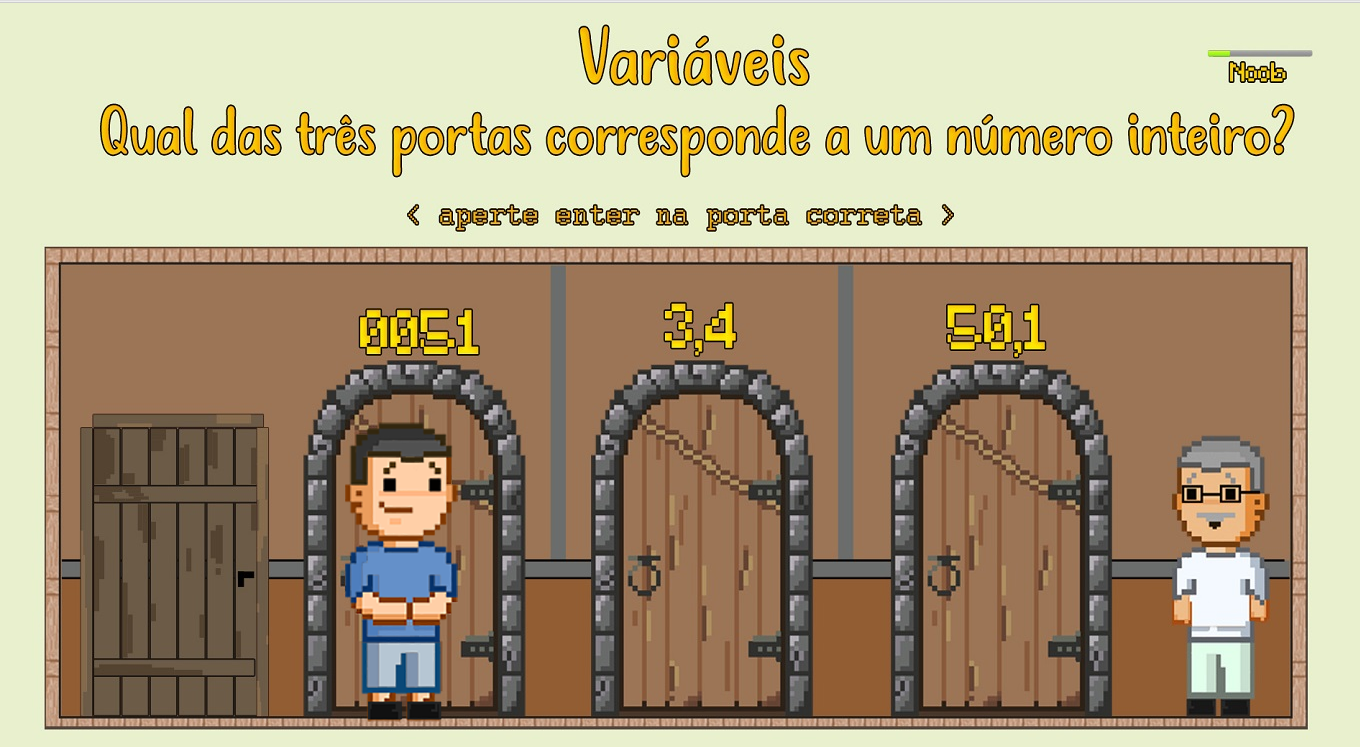 Variáveis
Noob
Qual das três portas corresponde a um número inteiro?
< aperte enter na porta correta >
0051
3,4
50,1